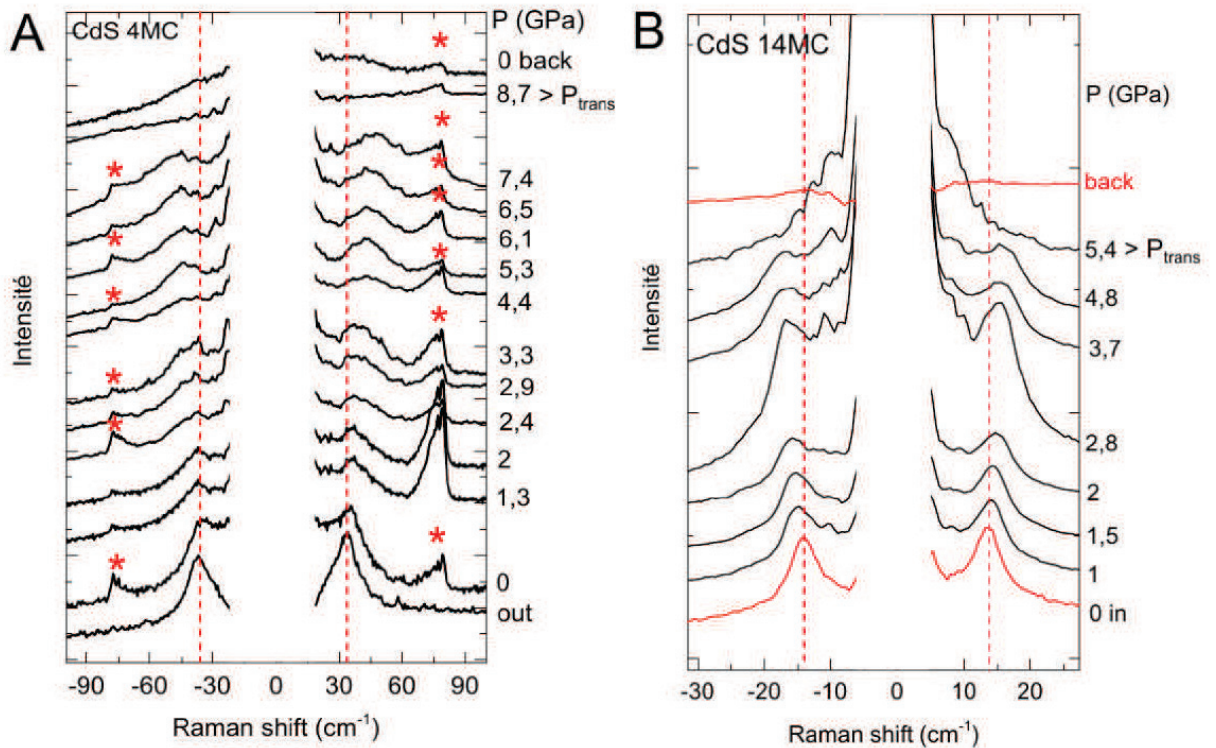 A
CdS 4MC
P (GPa)
0 back
8,7 > Ptrans
7,4
6,5
6,1
5,3
4,4
3,3
2,9
2,4
2
1,3
0
out
Intensité
-90 -60 -30 0 30 60 90
Raman shift (cm-1)
B
CdS 14MC
P (GPa)
back
5,4 > Ptrans
4,8
3,7
2,8
2
1,5
1
0 in
Intensité
-30 -20 -10 0 10 20
Raman shift (cm-1)